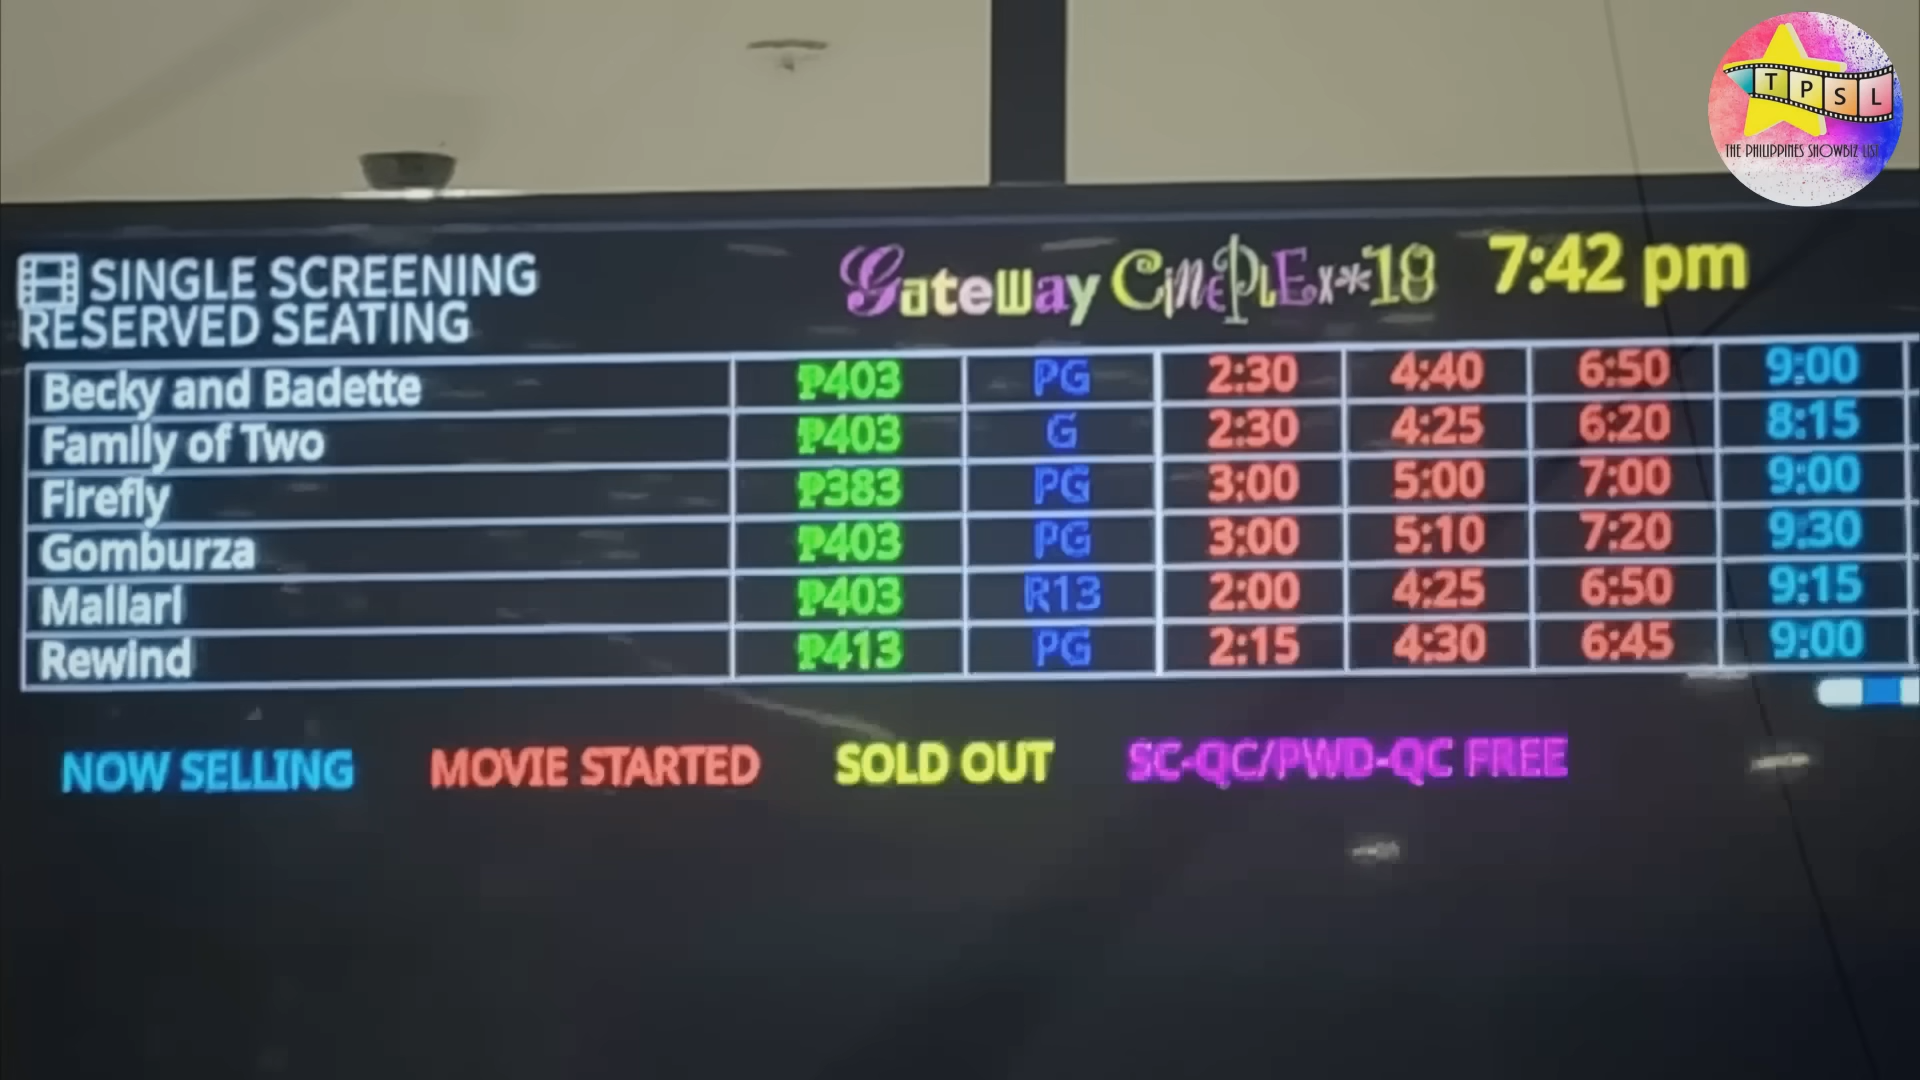 T P S L
THE PHILIPPINES SHOWBIZ LIST
SINGLE SCREENING
RESERVED SEATING
Gateway CINEPLEX*18 7:42 pm
Becky and Badette ₱403 PG 2:30 4:40 6:50 9:00
Family of Two ₱403 G 2:30 4:25 6:20 8:15
Firefly ₱383 PG 3:00 5:00 7:00 9:00
Gomburza ₱403 PG 3:00 5:10 7:20 9:30
Mallari ₱403 R13 2:00 4:25 6:50 9:15
Rewind ₱413 PG 2:15 4:30 6:45 9:00
NOW SELLING MOVIE STARTED SOLD OUT SC-QC/PWD-QC FREE